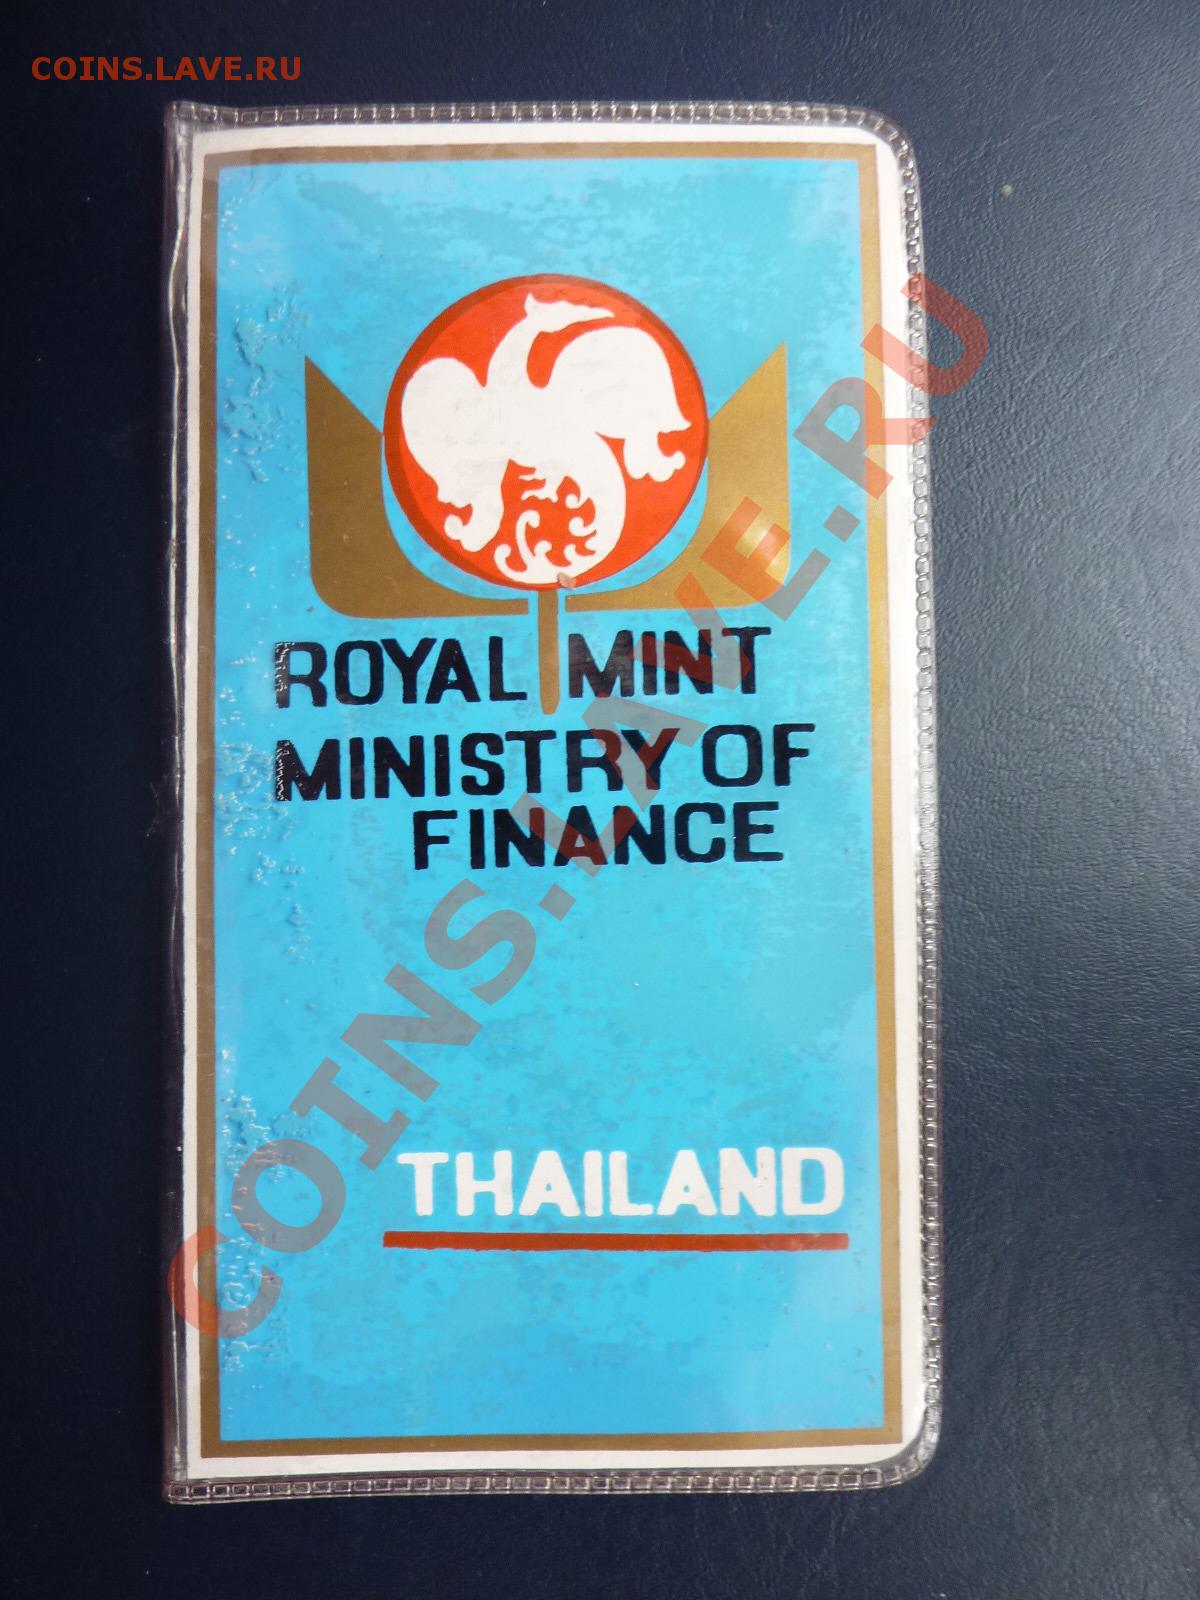 COINS.LAVE.RU
ROYAL MINT
MINISTRY OF
FINANCE
THAILAND
COINS.LAVE.RU